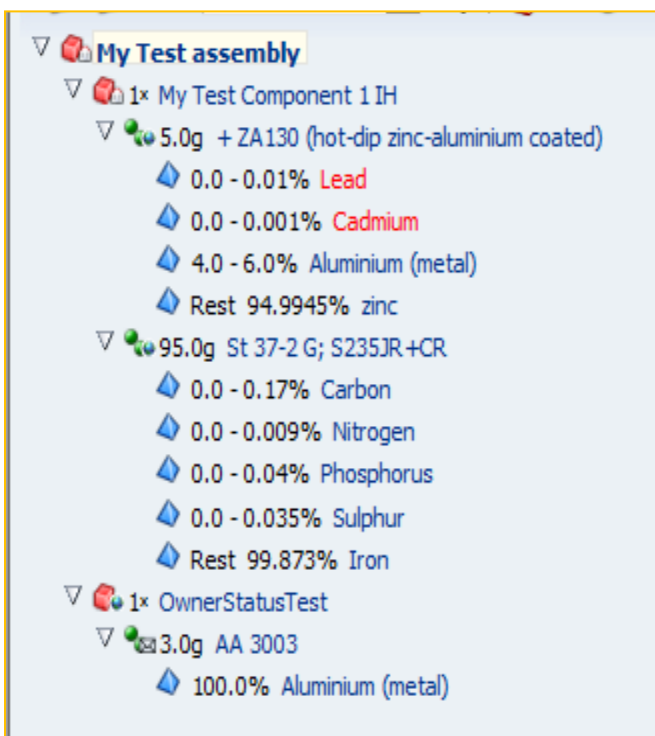 My Test assembly
1x My Test Component 1 IH
5.0g + ZA130 (hot-dip zinc-aluminium coated)
0.0 - 0.01% Lead
0.0 - 0.001% Cadmium
4.0 - 6.0% Aluminium (metal)
Rest 94.9945% zinc
95.0g St 37-2 G; S235JR+CR
0.0 - 0.17% Carbon
0.0 - 0.009% Nitrogen
0.0 - 0.04% Phosphorus
0.0 - 0.035% Sulphur
Rest 99.873% Iron
1x OwnerStatusTest
3.0g AA 3003
100.0% Aluminium (metal)